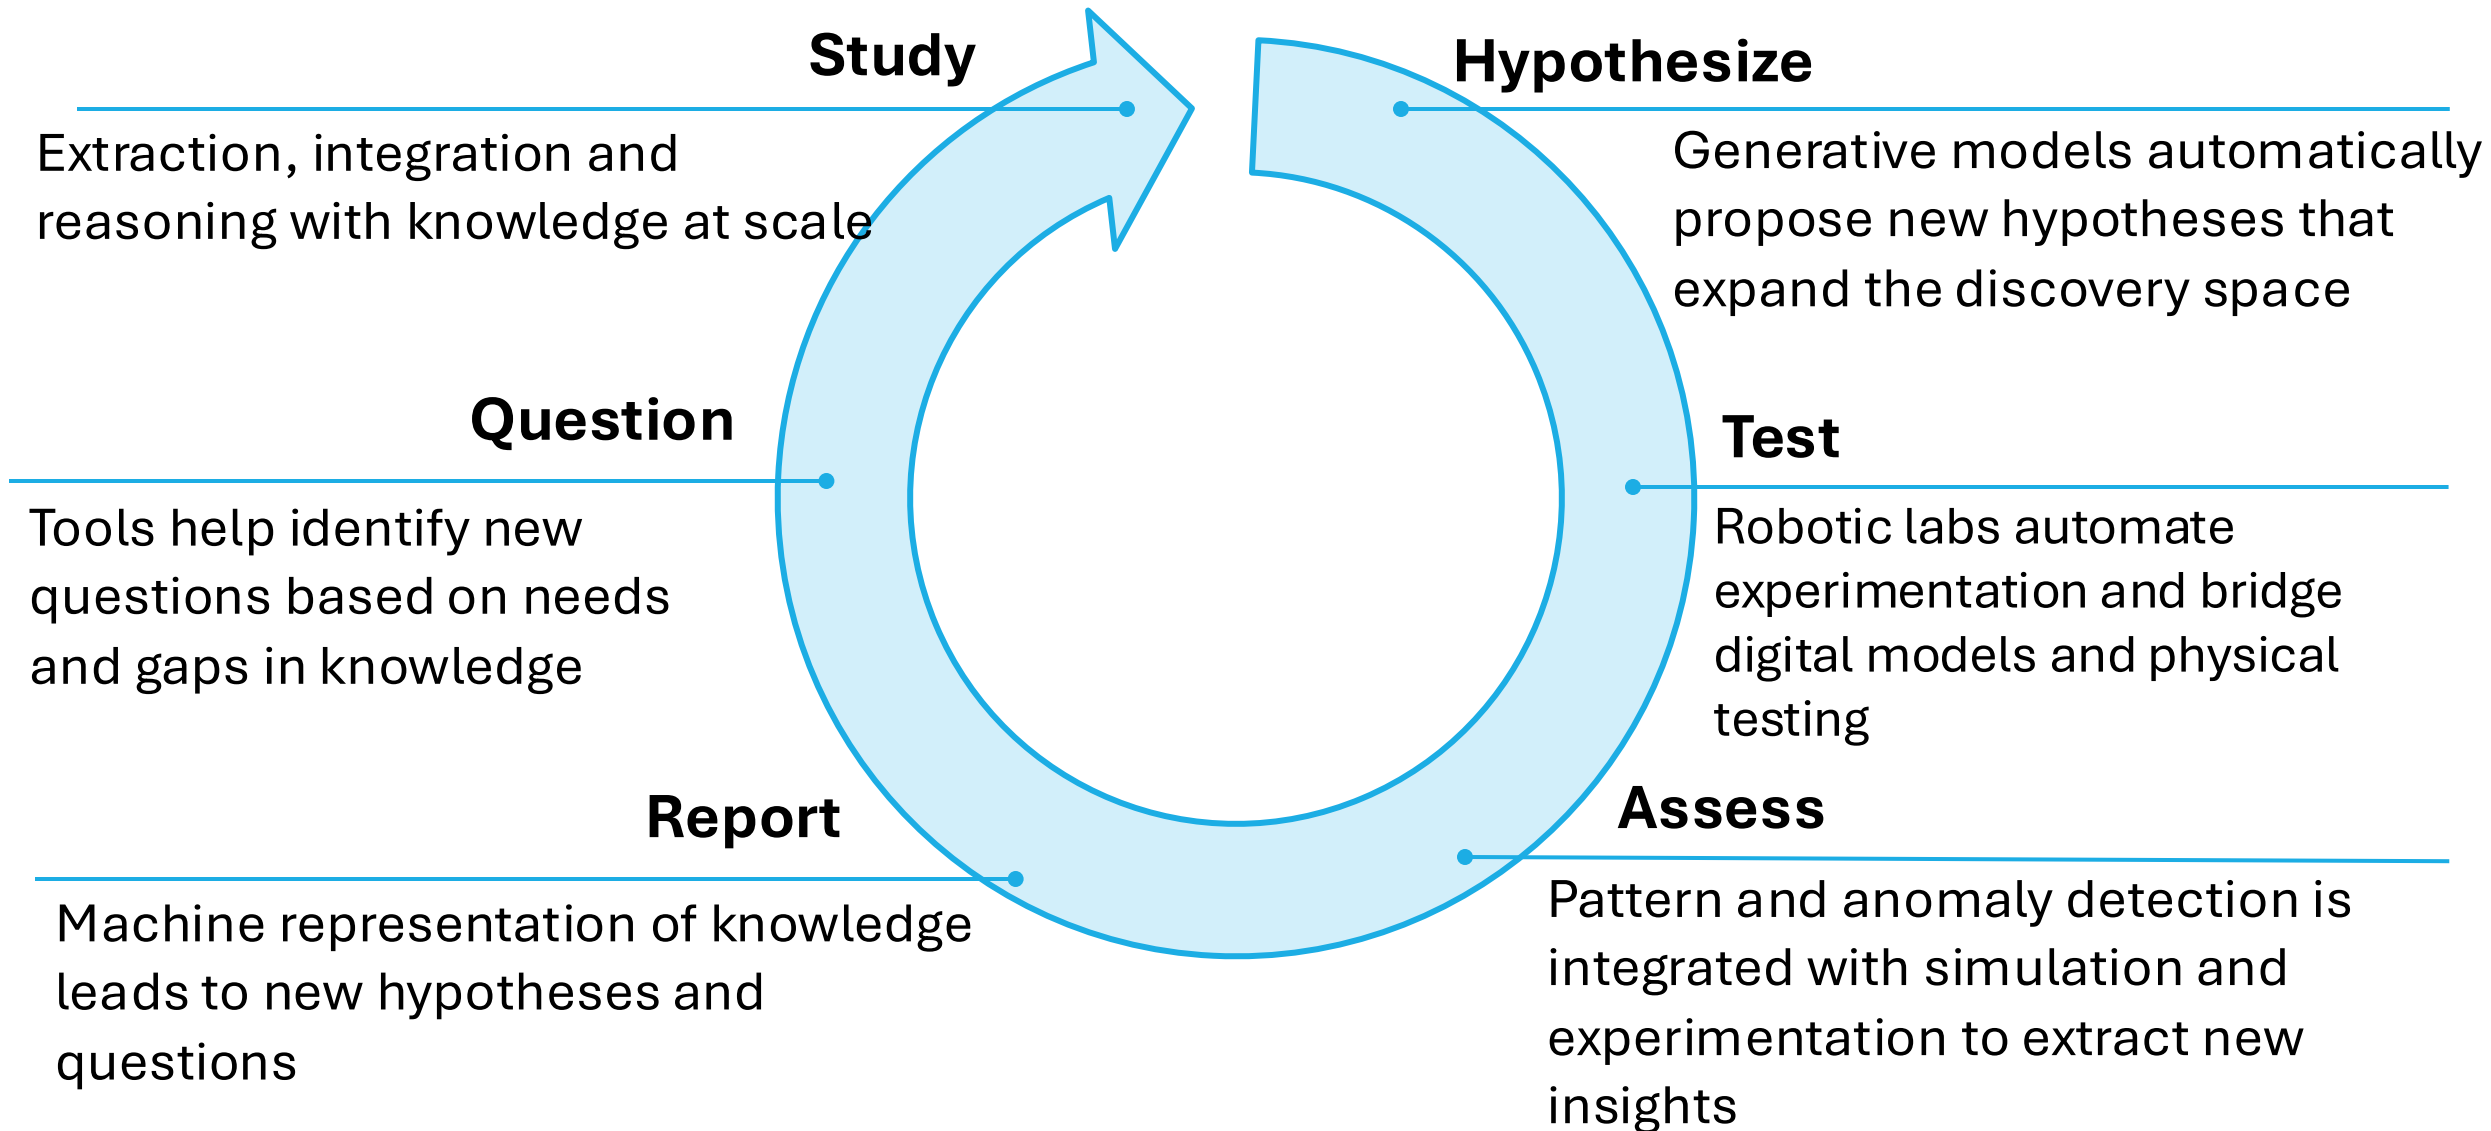 Study
Extraction, integration and
reasoning with knowledge at scale
Hypothesize
Generative models automatically
propose new hypotheses that
expand the discovery space
Question
Tools help identify new
questions based on needs
and gaps in knowledge
Test
Robotic labs automate
experimentation and bridge
digital models and physical
testing
Report
Machine representation of knowledge
leads to new hypotheses and
questions
Assess
Pattern and anomaly detection is
integrated with simulation and
experimentation to extract new
insights